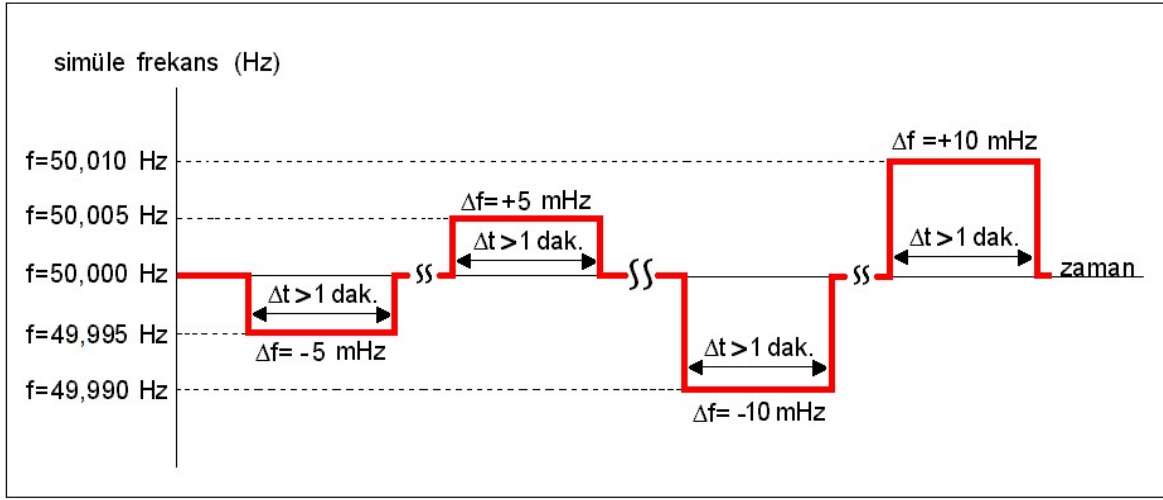 simüle frekans (Hz)
f=50,010 Hz
Δf =+10 mHz
f=50,005 Hz
Δf=+5 mHz
Δt>1 dak.
Δt>1 dak.
f=50,000 Hz
zaman
Δt>1 dak.
f=49,995 Hz
Δf= -5 mHz
Δt>1 dak.
f=49,990 Hz
Δf= -10 mHz